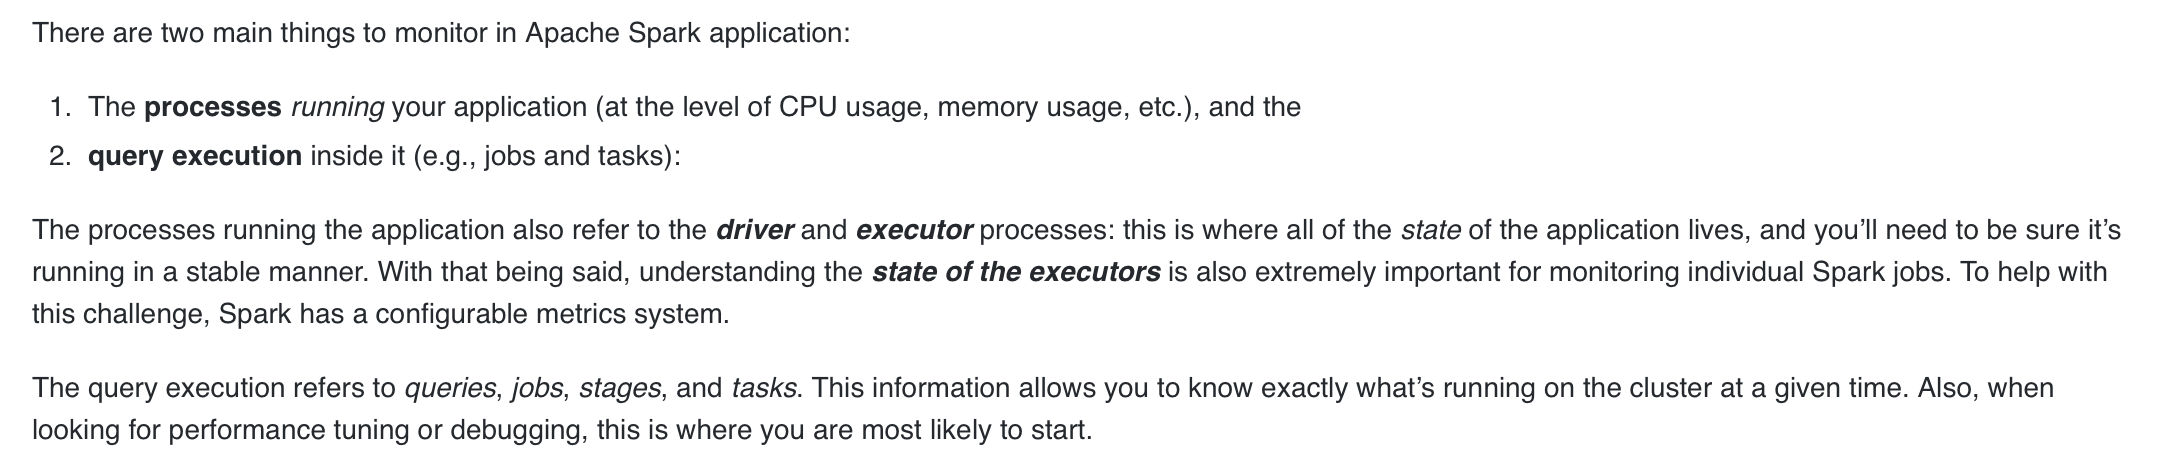 There are two main things to monitor in Apache Spark application:
1. The processes running your application (at the level of CPU usage, memory usage, etc.), and the
2. query execution inside it (e.g., jobs and tasks):
The processes running the application also refer to the driver and executor processes: this is where all of the state of the application lives, and you’ll need to be sure it’s
running in a stable manner. With that being said, understanding the state of the executors is also extremely important for monitoring individual Spark jobs. To help with
this challenge, Spark has a configurable metrics system.
The query execution refers to queries, jobs, stages, and tasks. This information allows you to know exactly what’s running on the cluster at a given time. Also, when
looking for performance tuning or debugging, this is where you are most likely to start.